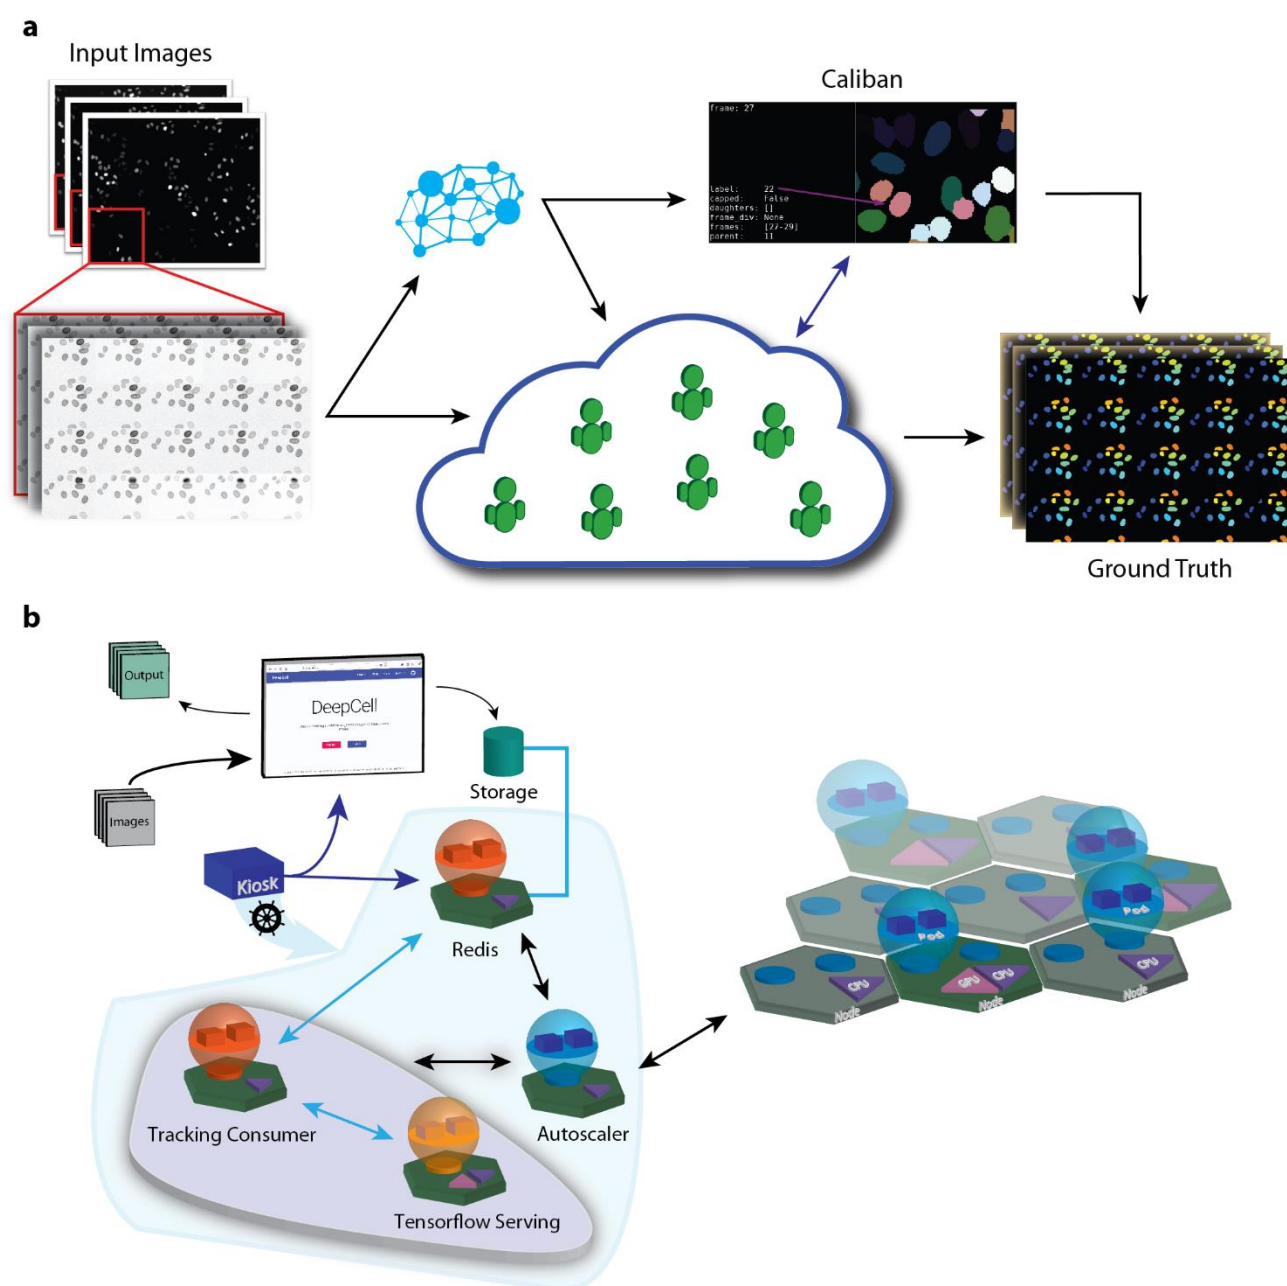 a
Input Images
Caliban
frame: 27
label: 22
capped: False
daughters: []
frame_div: None
frames: [27-29]
parent: 11
Ground Truth
b
Output
DeepCell
Images
Storage
Kiosk
Redis
Tracking Consumer
Autoscaler
Tensorflow Serving
Pod
Pod
CPU
GPU
CPU
CPU
Node
Node
Node